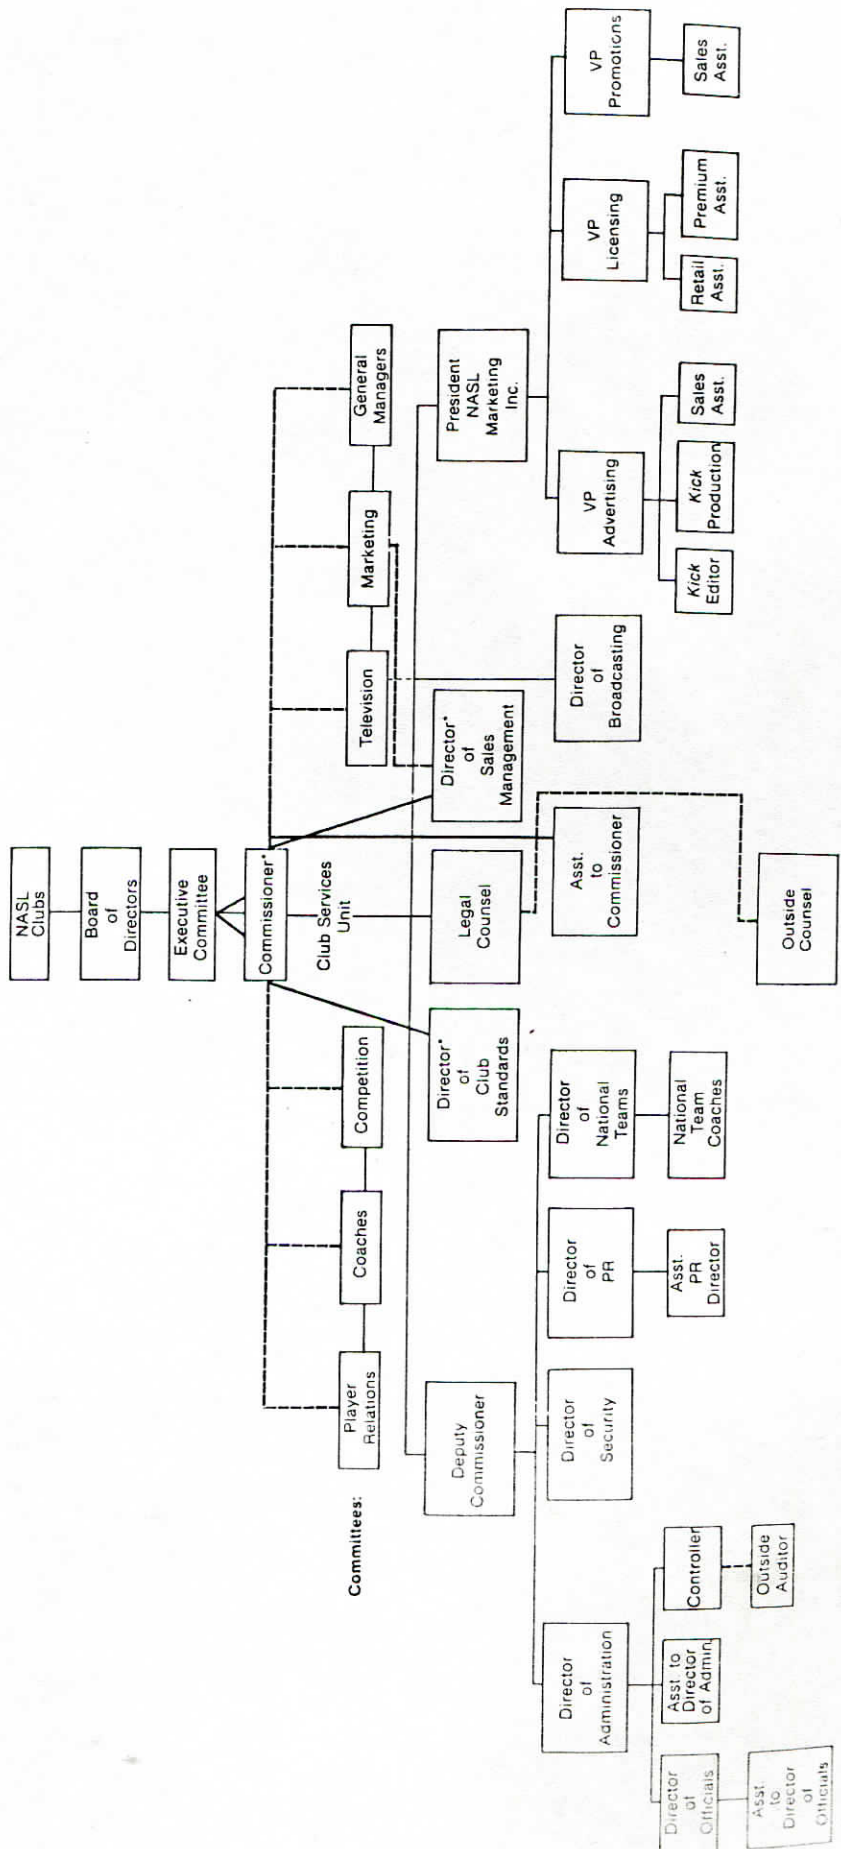 NASL
Clubs
Board
of
Directors
Executive
Committee
Commissioner*
Club Services
Unit
Committees:
Player
Relations
Coaches
Competition
Television
Marketing
General
Managers
Deputy
Commissioner
Director*
of
Club
Standards
Legal
Counsel
Director*
of
Sales
Management
President
NASL
Marketing
Inc.
Director
of
Administration
Director
of
Security
Director
of
PR
Director
of
National
Teams
Asst.
to
Commissioner
Director
of
Broadcasting
VP
Advertising
VP
Licensing
VP
Promotions
Director
of
Officials
Asst. to
Director
of Admin.
Controller
Asst.
PR
Director
National
Team
Coaches
Kick
Editor
Kick
Production
Sales
Asst.
Retail
Asst.
Premium
Asst.
Sales
Asst.
Asst.
to
Director
of
Officials
Outside
Auditor
Outside
Counsel